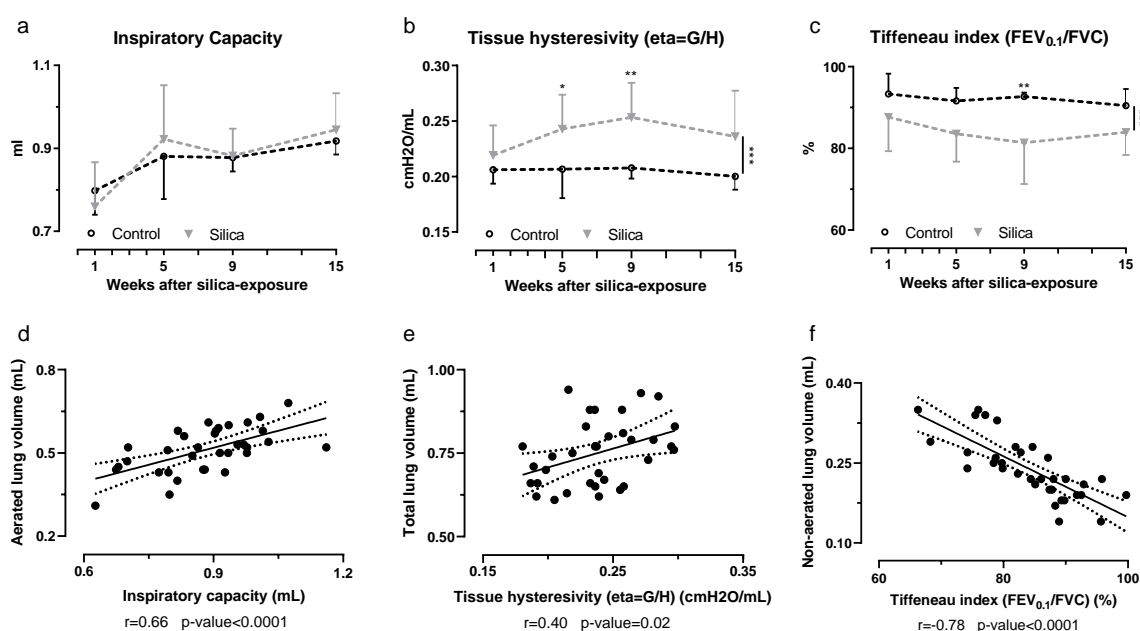 a
Inspiratory Capacity
1.1
0.9
0.7
ml
Control
Silica
1 5 9 15
Weeks after silica-exposure
b
Tissue hysteresivity (eta=G/H)
0.30
0.25
0.20
0.15
cmH2O/mL
*
**
***
Control
Silica
1 5 9 15
Weeks after silica-exposure
c
Tiffeneau index (FEV0.1/FVC)
100
80
60
%
**
Control
Silica
1 5 9 15
Weeks after silica-exposure
d
Aerated lung volume (mL)
0.8
0.5
0.2
0.6 0.9 1.2
Inspiratory capacity (mL)
r=0.66 p-value<0.0001
e
Total lung volume (mL)
1.00
0.75
0.50
0.15 0.25 0.35
Tissue hysteresivity (eta=G/H) (cmH2O/mL)
r=0.40 p-value=0.02
f
Non-aerated lung volume (mL)
0.40
0.25
0.10
60 80 100
Tiffeneau index (FEV0.1/FVC) (%)
r=-0.78 p-value<0.0001